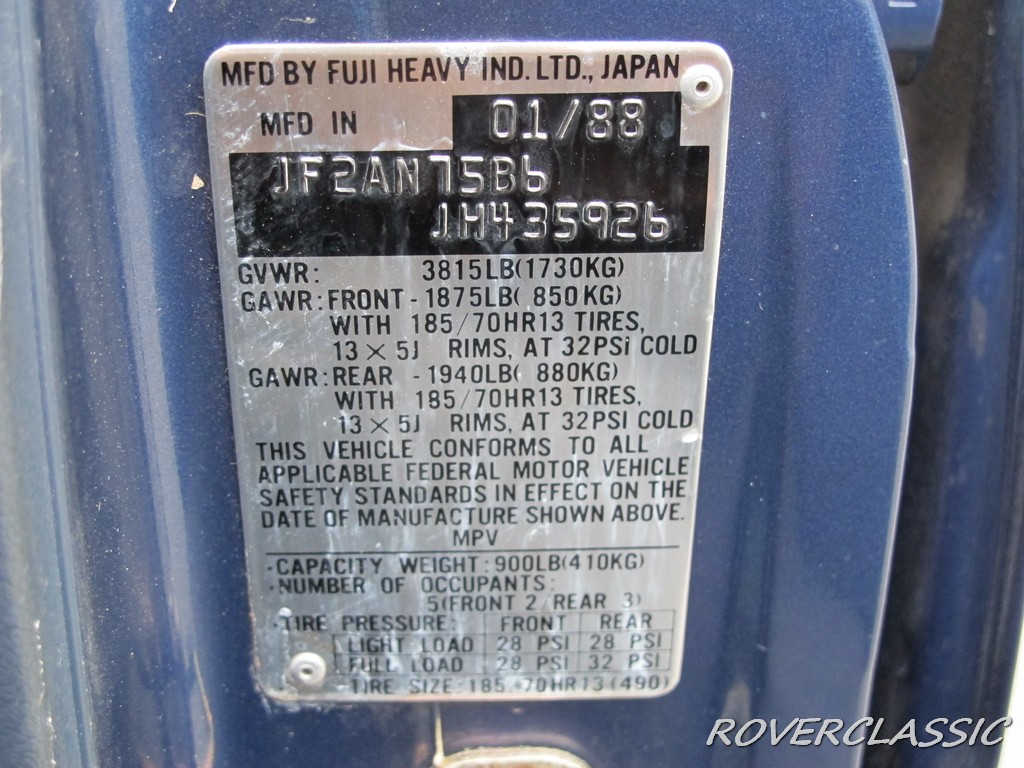 MFD BY FUJI HEAVY IND. LTD., JAPAN
MFD IN 01/88
JF2AN75B6
JH435926
GVWR: 3815LB(1730KG)
GAWR: FRONT - 1875LB( 850KG)
WITH 185/70HR13 TIRES,
13 × 5J RIMS, AT 32PSi COLD
GAWR: REAR - 1940LB( 880KG)
WITH 185/70HR13 TIRES,
13 × 5J RIMS, AT 32PSI COLD
THIS VEHICLE CONFORMS TO ALL
APPLICABLE FEDERAL MOTOR VEHICLE
SAFETY STANDARDS IN EFFECT ON THE
DATE OF MANUFACTURE SHOWN ABOVE.
MPV
·CAPACITY WEIGHT: 900LB(410KG)
·NUMBER OF OCCUPANTS:
5(FRONT 2/REAR 3)
·TIRE PRESSURE: FRONT REAR
LIGHT LOAD 28 PSI 28 PSI
FULL LOAD 28 PSI 32 PSI
TIRE SIZE 185/70HR13(490)
ROVERCLASSIC